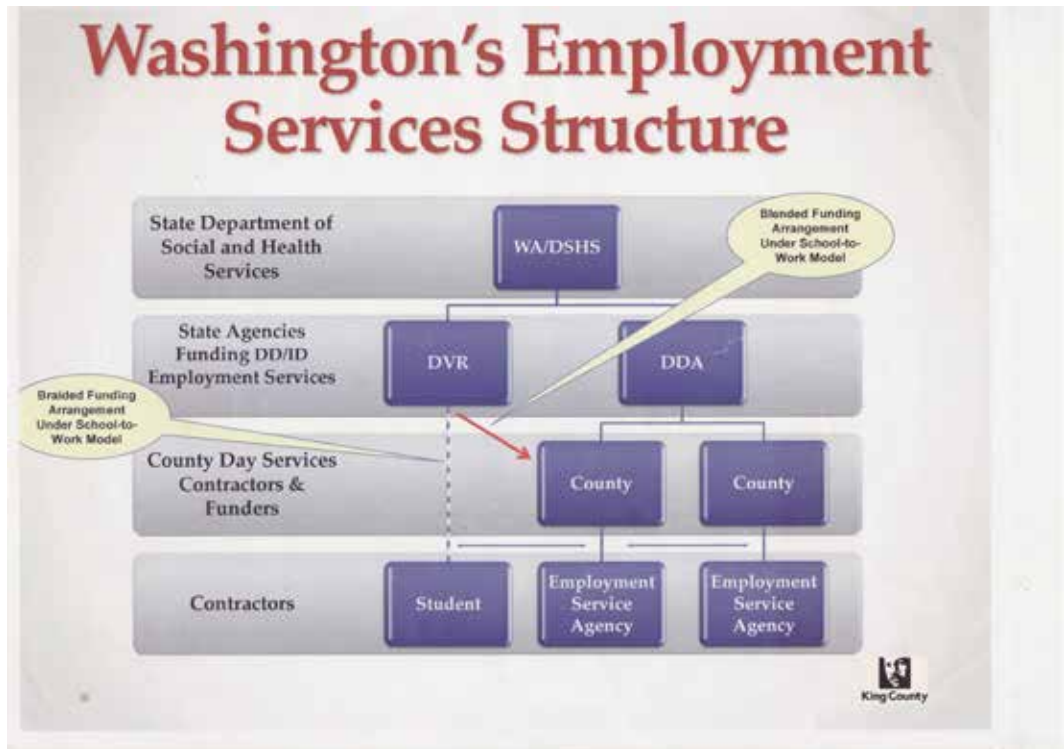 Washington's Employment
Services Structure
State Department of
Social and Health
Services
WA/DSHS
Blended Funding
Arrangement
Under School-to-
Work Model
State Agencies
Funding DD/ID
Employment Services
DVR
DDA
Braided Funding
Arrangement
Under School-to-
Work Model
County Day Services
Contractors &
Funders
County
County
Contractors
Student
Employment
Service
Agency
Employment
Service
Agency
King County